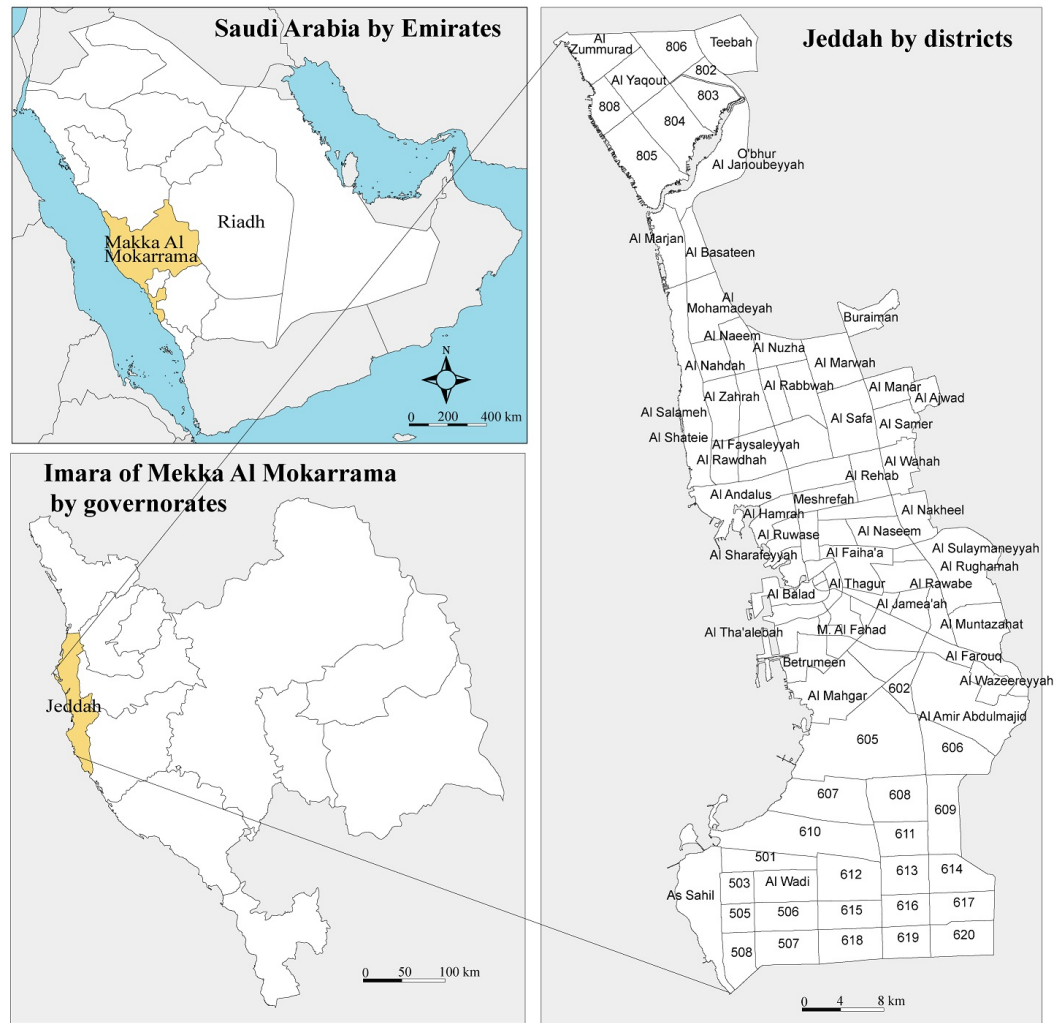 Saudi Arabia by Emirates
Riadh
Makka Al
Mokarrama
N
0 200 400 km
Imara of Mekka Al Mokarrama
by governorates
Jeddah
0 50 100 km
Jeddah by districts
Al
Zummurad
806
Teebah
802
Al Yaqout
803
808
804
805
O'bhur
Al Janoubeyyah
Al Marjan
Al Basateen
Al
Mohamadeyah
Buraiman
Al Naeem
Al Nuzha
Al Marwah
Al Nahdah
Al Rabbwah
Al Manar
Al Zahrah
Al Ajwad
Al Salameh
Al Safa
Al Samer
Al Shateie
Al Faysaleyyah
Al Rawdhah
Al Wahah
Al Rehab
Al Andalus
Meshrefah
Al Hamrah
Al Nakheel
Al Ruwase
Al Naseem
Al Sharafeyyah
Al Faiha'a
Al Sulaymaneyyah
Al Rughamah
Al Thagur
Al Rawabe
Al Balad
Al Jamea'ah
Al Tha'alebah
M. Al Fahad
Al Muntazahat
Betrumeen
Al Farouq
Al Wazeereyyah
Al Mahgar
602
Al Amir Abdulmajid
605
606
607
608
609
610
611
501
612
613
614
503
Al Wadi
As Sahil
505
506
615
616
617
508
507
618
619
620
0 4 8 km